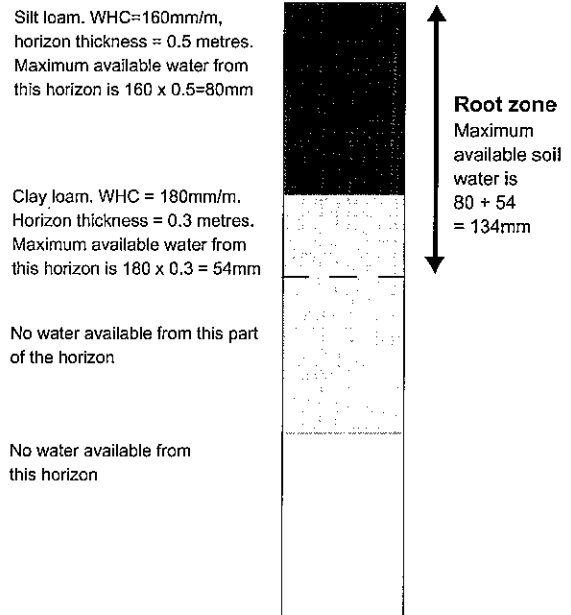 Silt loam. WHC=160mm/m,
horizon thickness = 0.5 metres.
Maximum available water from
this horizon is 160 x 0.5=80mm
Root zone
Maximum
available soil
water is
80 + 54
= 134mm
Clay loam. WHC = 180mm/m.
Horizon thickness = 0.3 metres.
Maximum available water from
this horizon is 180 x 0.3 = 54mm
No water available from this part
of the horizon
No water available from
this horizon